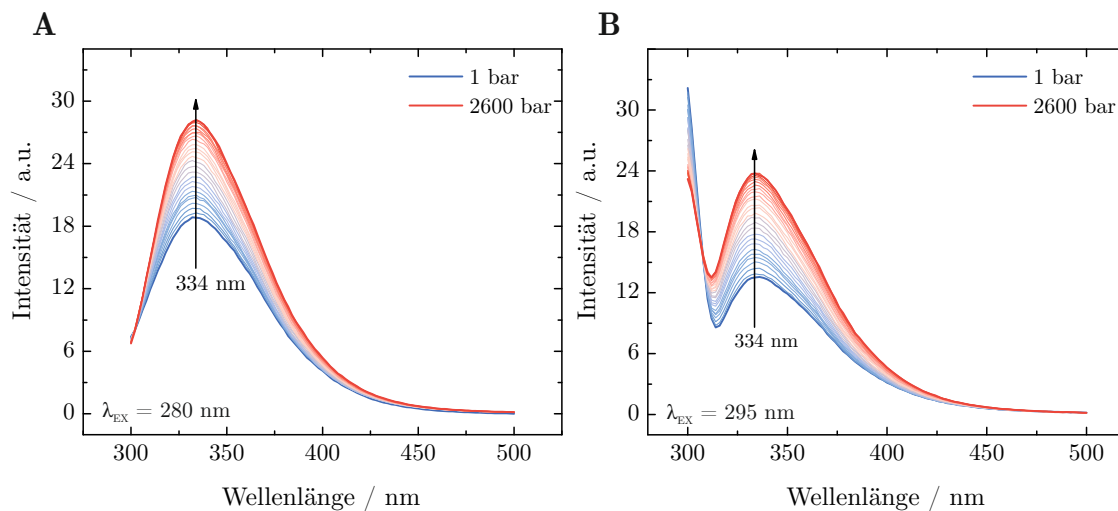 A
Intensität / a.u.
30
24
18
12
6
0
1 bar
2600 bar
334 nm
λEX = 280 nm
300
350
400
450
500
Wellenlänge / nm
B
Intensität / a.u.
30
24
18
12
6
0
1 bar
2600 bar
334 nm
λEX = 295 nm
300
350
400
450
500
Wellenlänge / nm